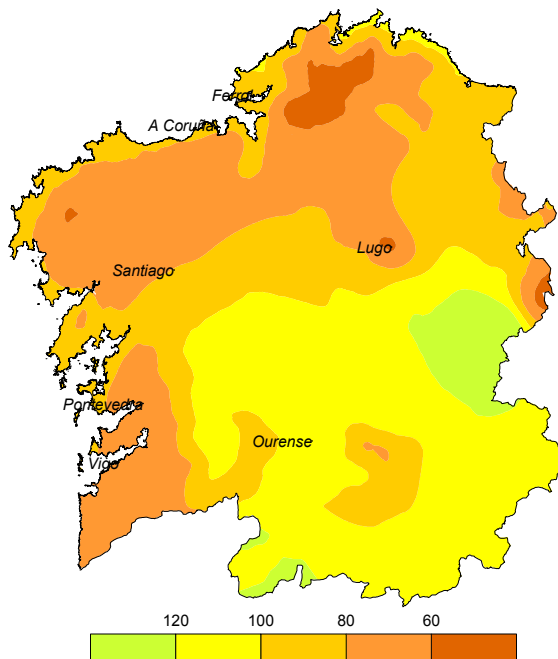 Ferrol
A Coruña
Lugo
Santiago
Pontevedra
Ourense
Vigo
120 100 80 60